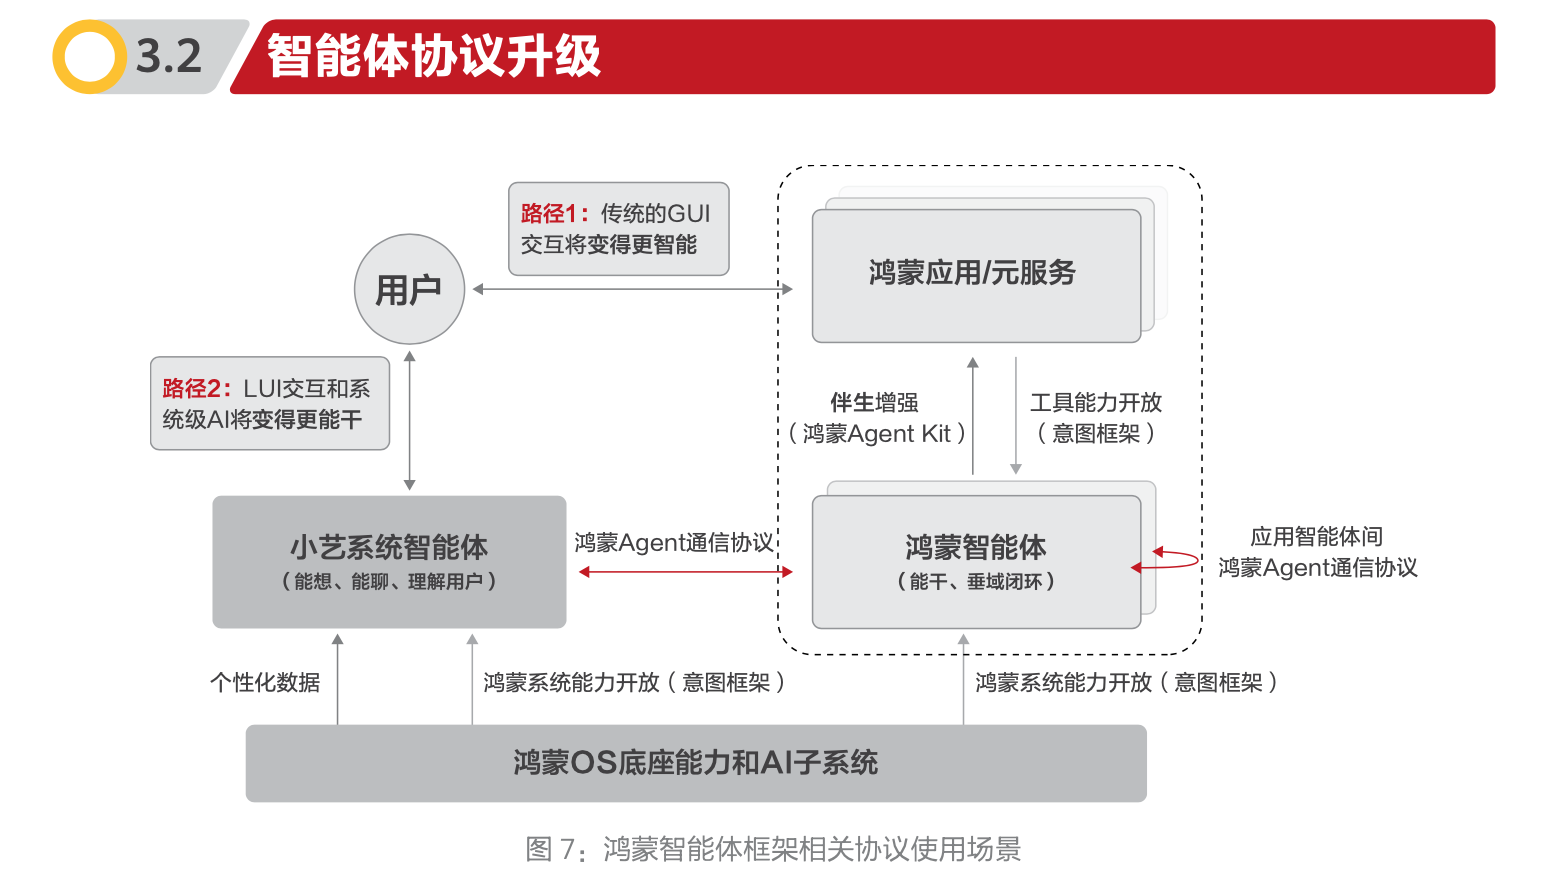 3.2 智能体协议升级
路径1：传统的GUI
交互将变得更智能
鸿蒙应用/元服务
用户
路径2：LUI交互和系
统级AI将变得更能干
伴生增强
（鸿蒙Agent Kit）
工具能力开放
（意图框架）
小艺系统智能体
（能想、能聊、理解用户）
鸿蒙Agent通信协议
鸿蒙智能体
（能干、垂域闭环）
应用智能体间
鸿蒙Agent通信协议
个性化数据
鸿蒙系统能力开放（意图框架）
鸿蒙系统能力开放（意图框架）
鸿蒙OS底座能力和AI子系统
图 7：鸿蒙智能体框架相关协议使用场景